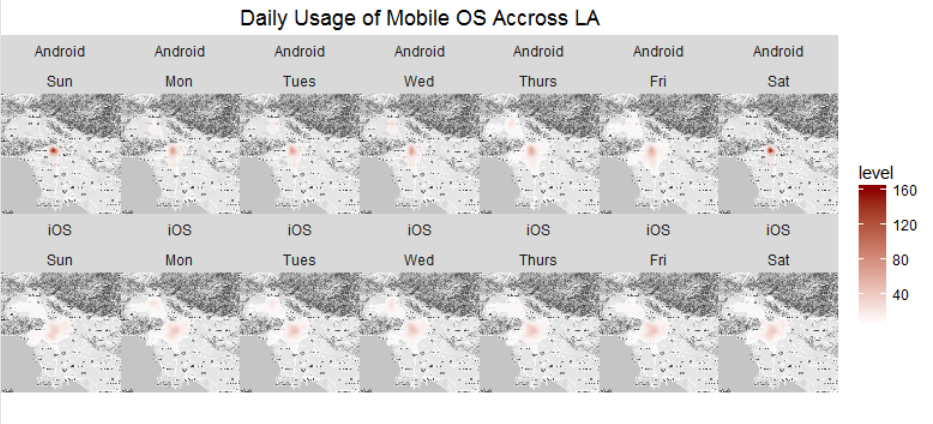 Daily Usage of Mobile OS Accross LA
Android Android Android Android Android Android Android
Sun Mon Tues Wed Thurs Fri Sat
iOS iOS iOS iOS iOS iOS iOS
Sun Mon Tues Wed Thurs Fri Sat
level
160
120
80
40